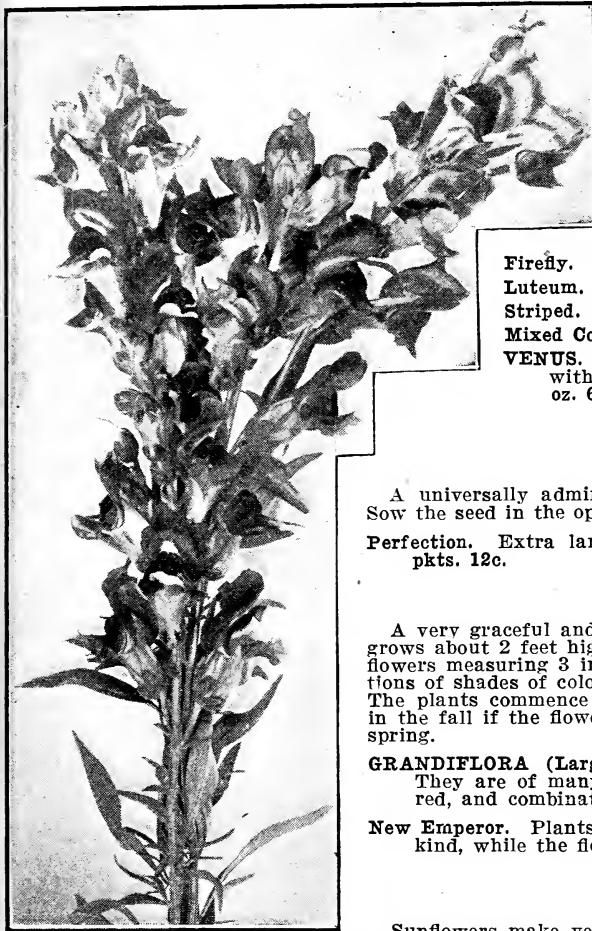 Firefly.
Luteum.
Striped.
Mixed Co
VENUS.
with
oz. 6
A universally admir
Sow the seed in the op
Perfection. Extra lar
pkts. 12c.
A very graceful and
grows about 2 feet hig
flowers measuring 3 in
tions of shades of colo
The plants commence
in the fall if the flowe
spring.
GRANDIFLORA (Larg
They are of many
red, and combinat
New Emperor. Plants
kind, while the flo
Sunflowers make ve